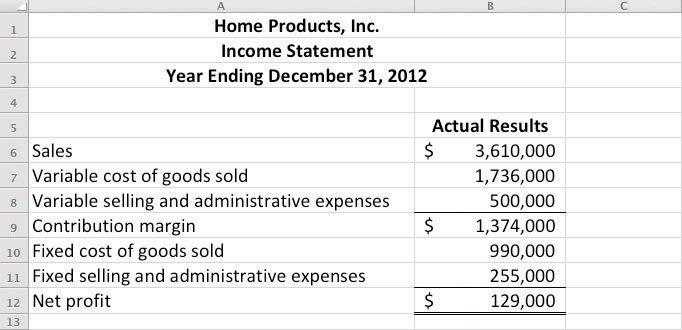 A B C
1 Home Products, Inc.
2 Income Statement
3 Year Ending December 31, 2012
4
5 Actual Results
6 Sales $ 3,610,000
7 Variable cost of goods sold 1,736,000
8 Variable selling and administrative expenses 500,000
9 Contribution margin $ 1,374,000
10 Fixed cost of goods sold 990,000
11 Fixed selling and administrative expenses 255,000
12 Net profit $ 129,000
13